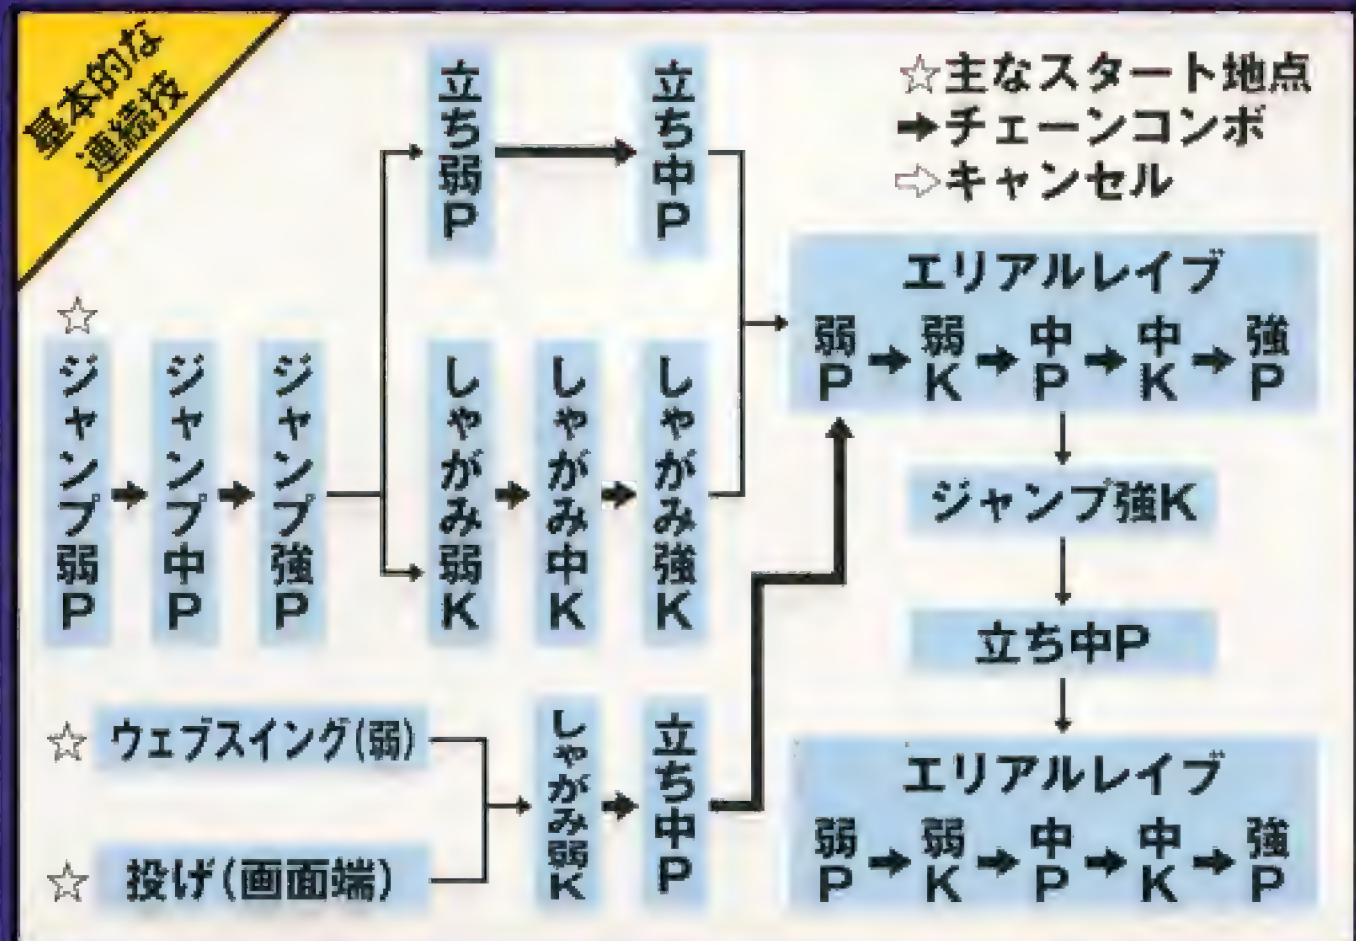 基本的な
連続技
☆主なスタート地点
➡チェーンコンボ
⇨キャンセル
☆
ジャンプ弱P
ジャンプ中P
ジャンプ強P
立ち弱P
立ち中P
しゃがみ弱K
しゃがみ中K
しゃがみ強K
☆ウェブスイング(弱)
☆投げ(画面端)
しゃがみ弱K
立ち中P
エリアルレイブ
弱P➡弱K➡中P➡中K➡強P
ジャンプ強K
立ち中P
エリアルレイブ
弱P➡弱K➡中P➡中K➡強P